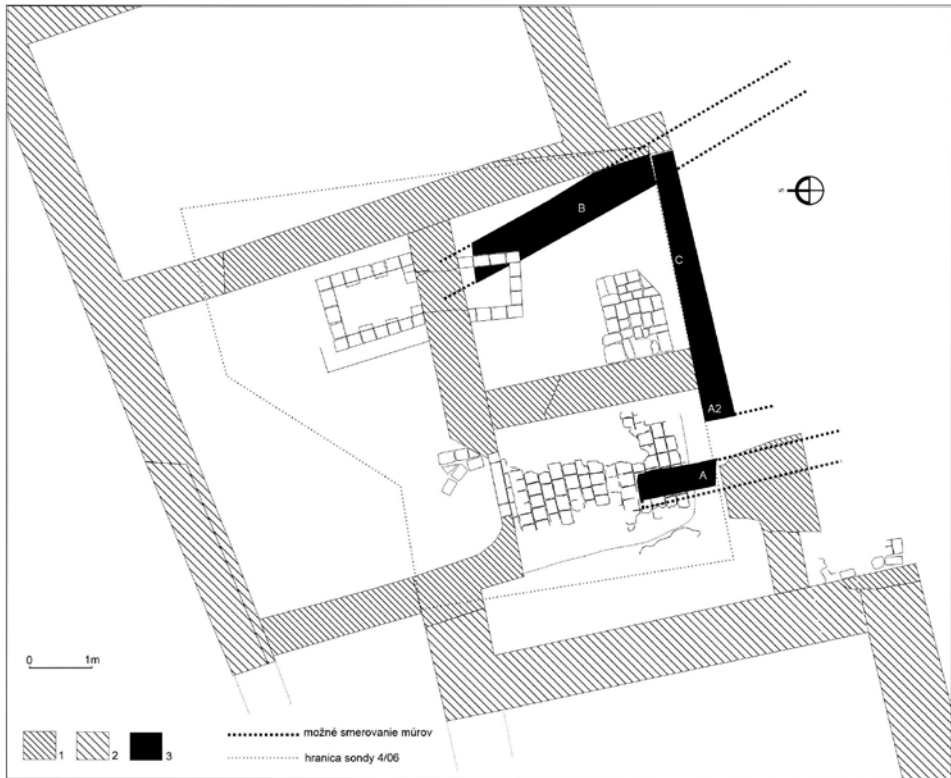 B
S
C
A2
A
0 1m
možné smerovanie múrov
1 2 3
hranica sondy 4/06